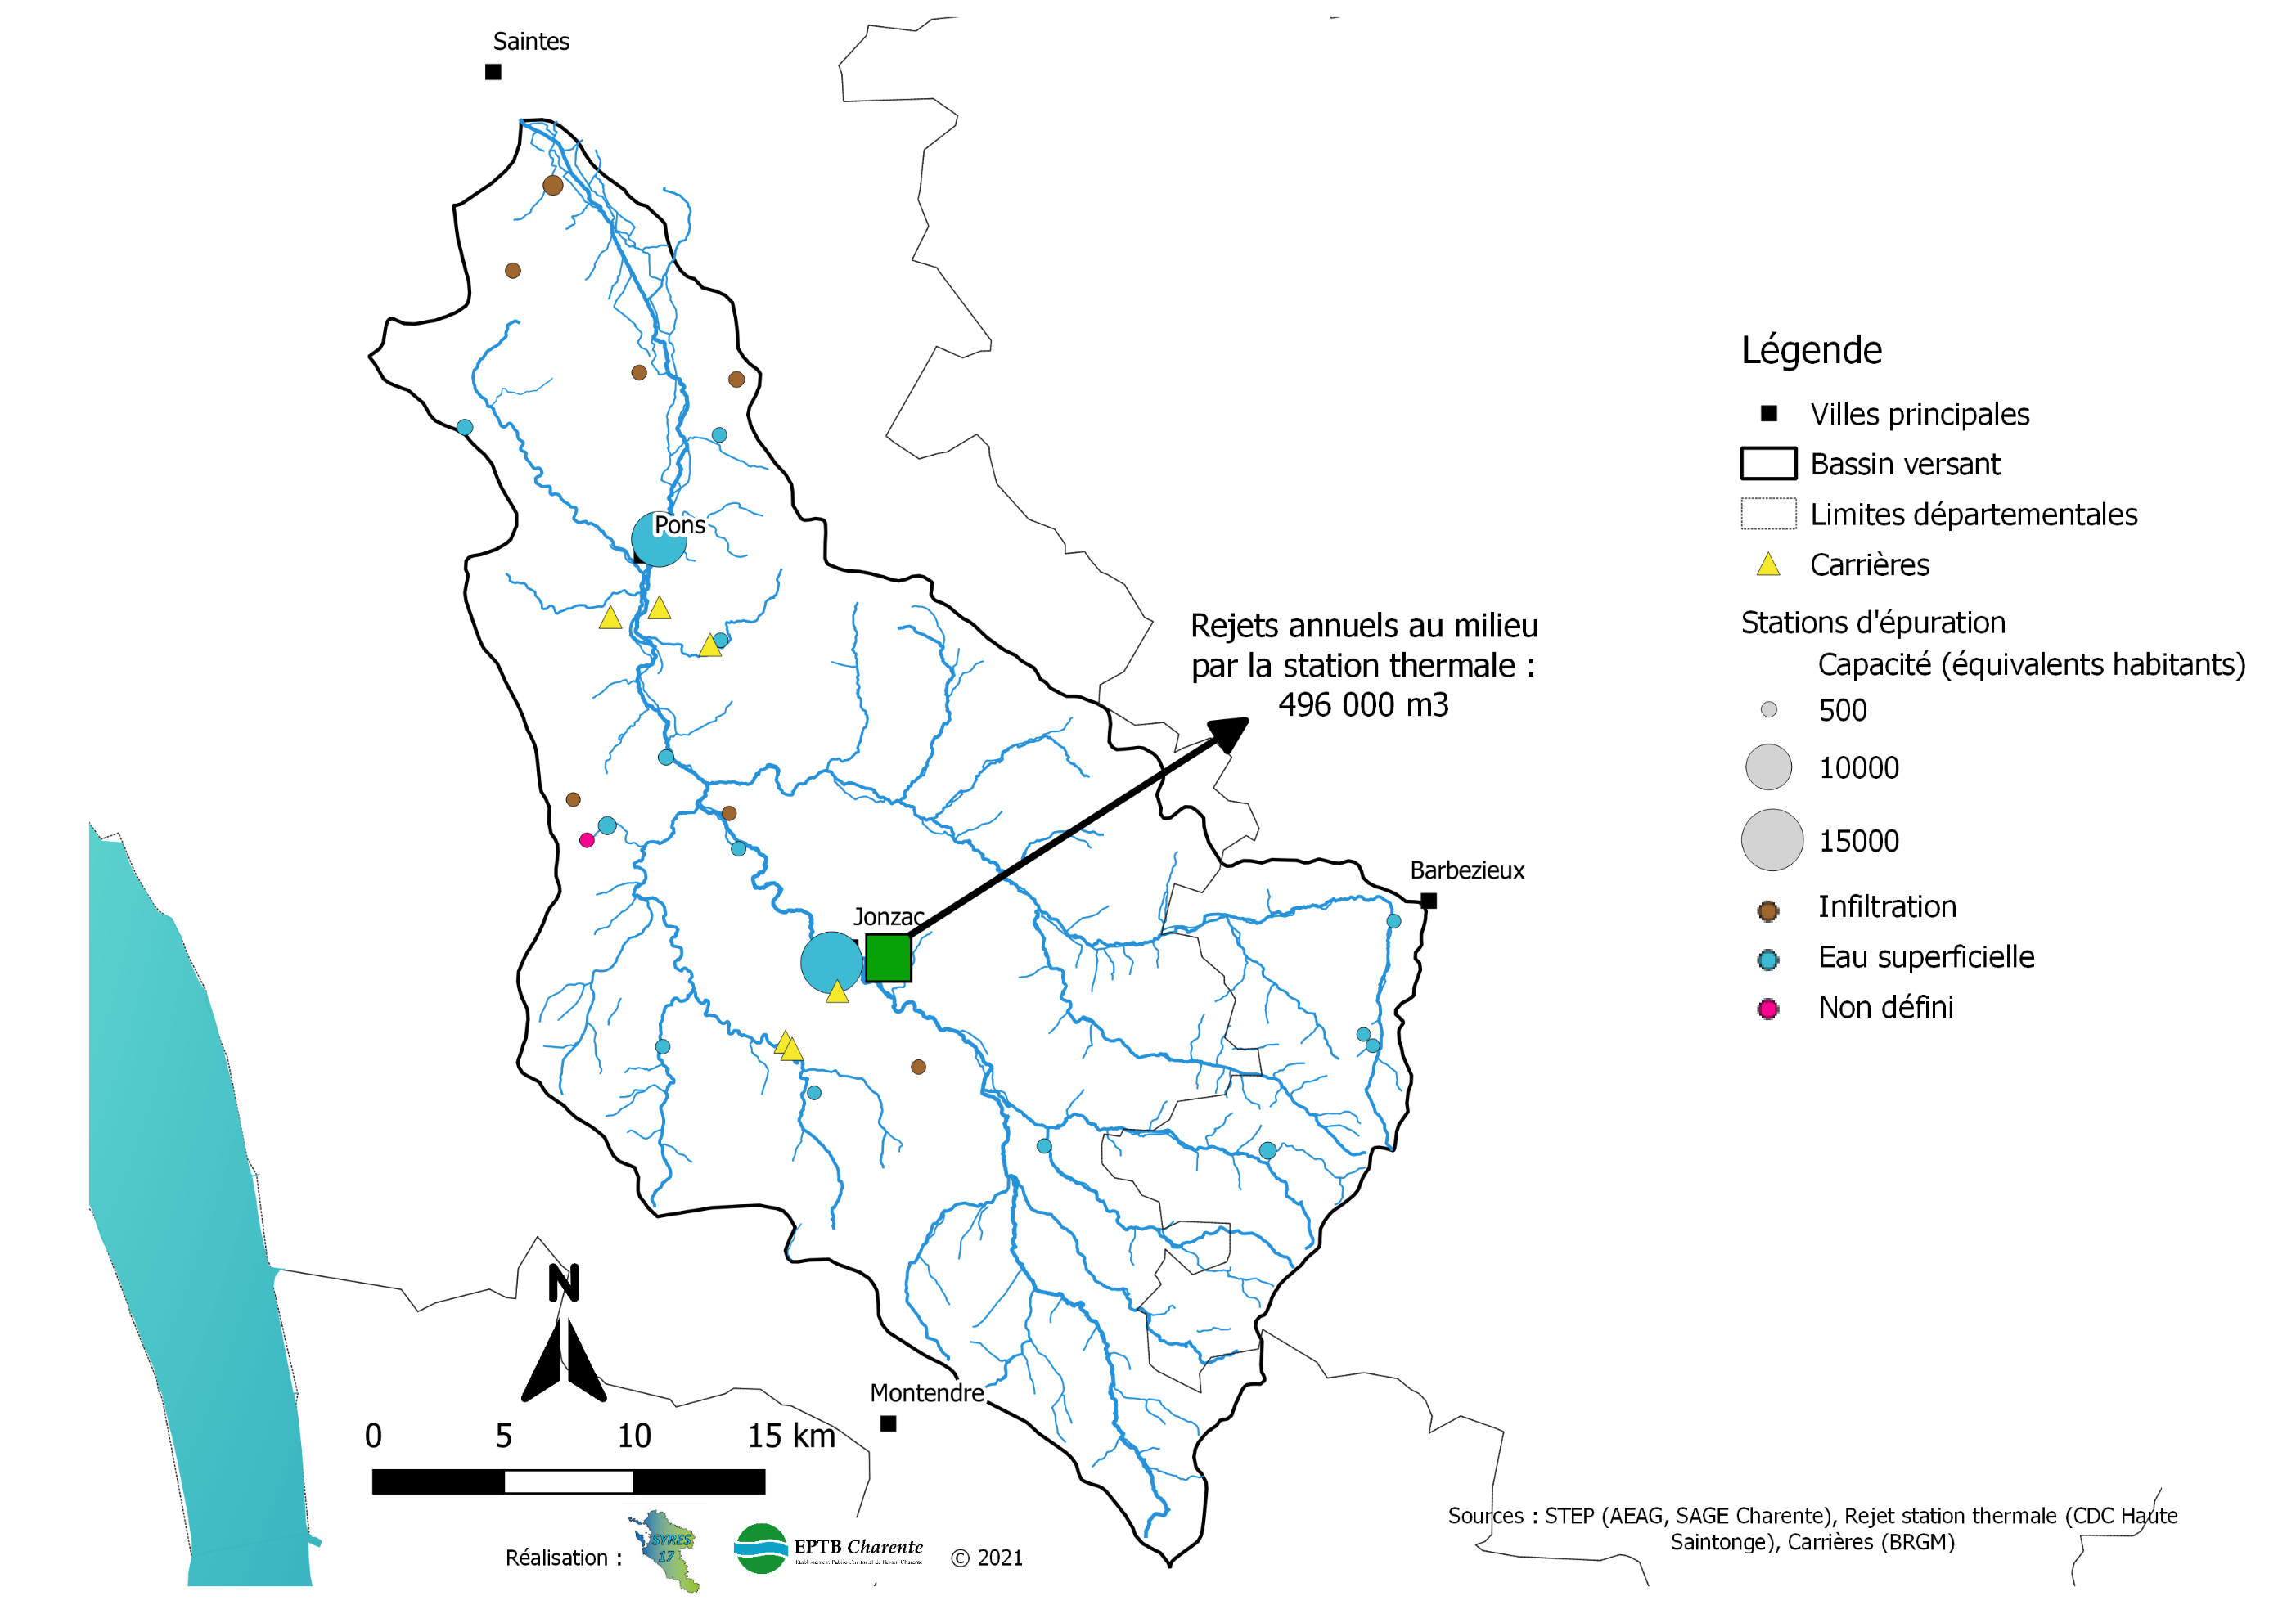 Saintes
Pons
Rejets annuels au milieu
par la station thermale :
496 000 m3
Jonzac
Barbezieux
Montendre
Légende
Villes principales
Bassin versant
Limites départementales
Carrières
Stations d'épuration
Capacité (équivalents habitants)
500
10000
15000
Infiltration
Eau superficielle
Non défini
N
0 5 10 15 km
Réalisation :
SYRES
17
EPTB Charente
© 2021
Sources : STEP (AEAG, SAGE Charente), Rejet station thermale (CDC Haute
Saintonge), Carrières (BRGM)